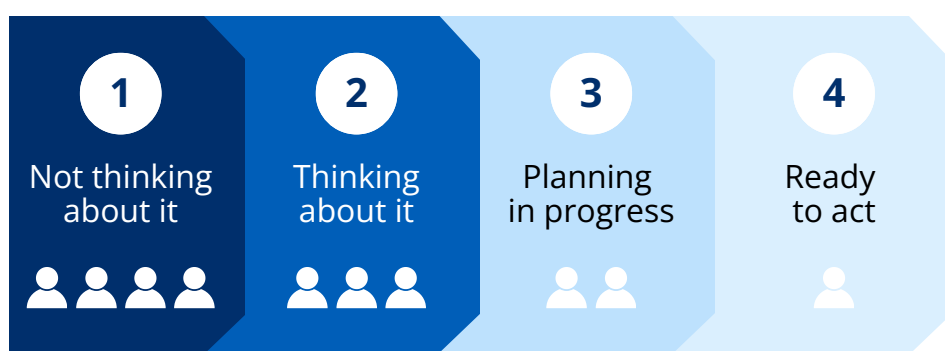 1
Not thinking
about it
2
Thinking
about it
3
Planning
in progress
4
Ready
to act